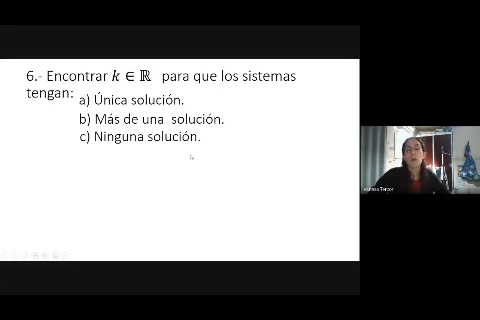 6.- Encontrar k ∈ ℝ para que los sistemas
tengan:
a) Única solución.
b) Más de una solución.
c) Ninguna solución.